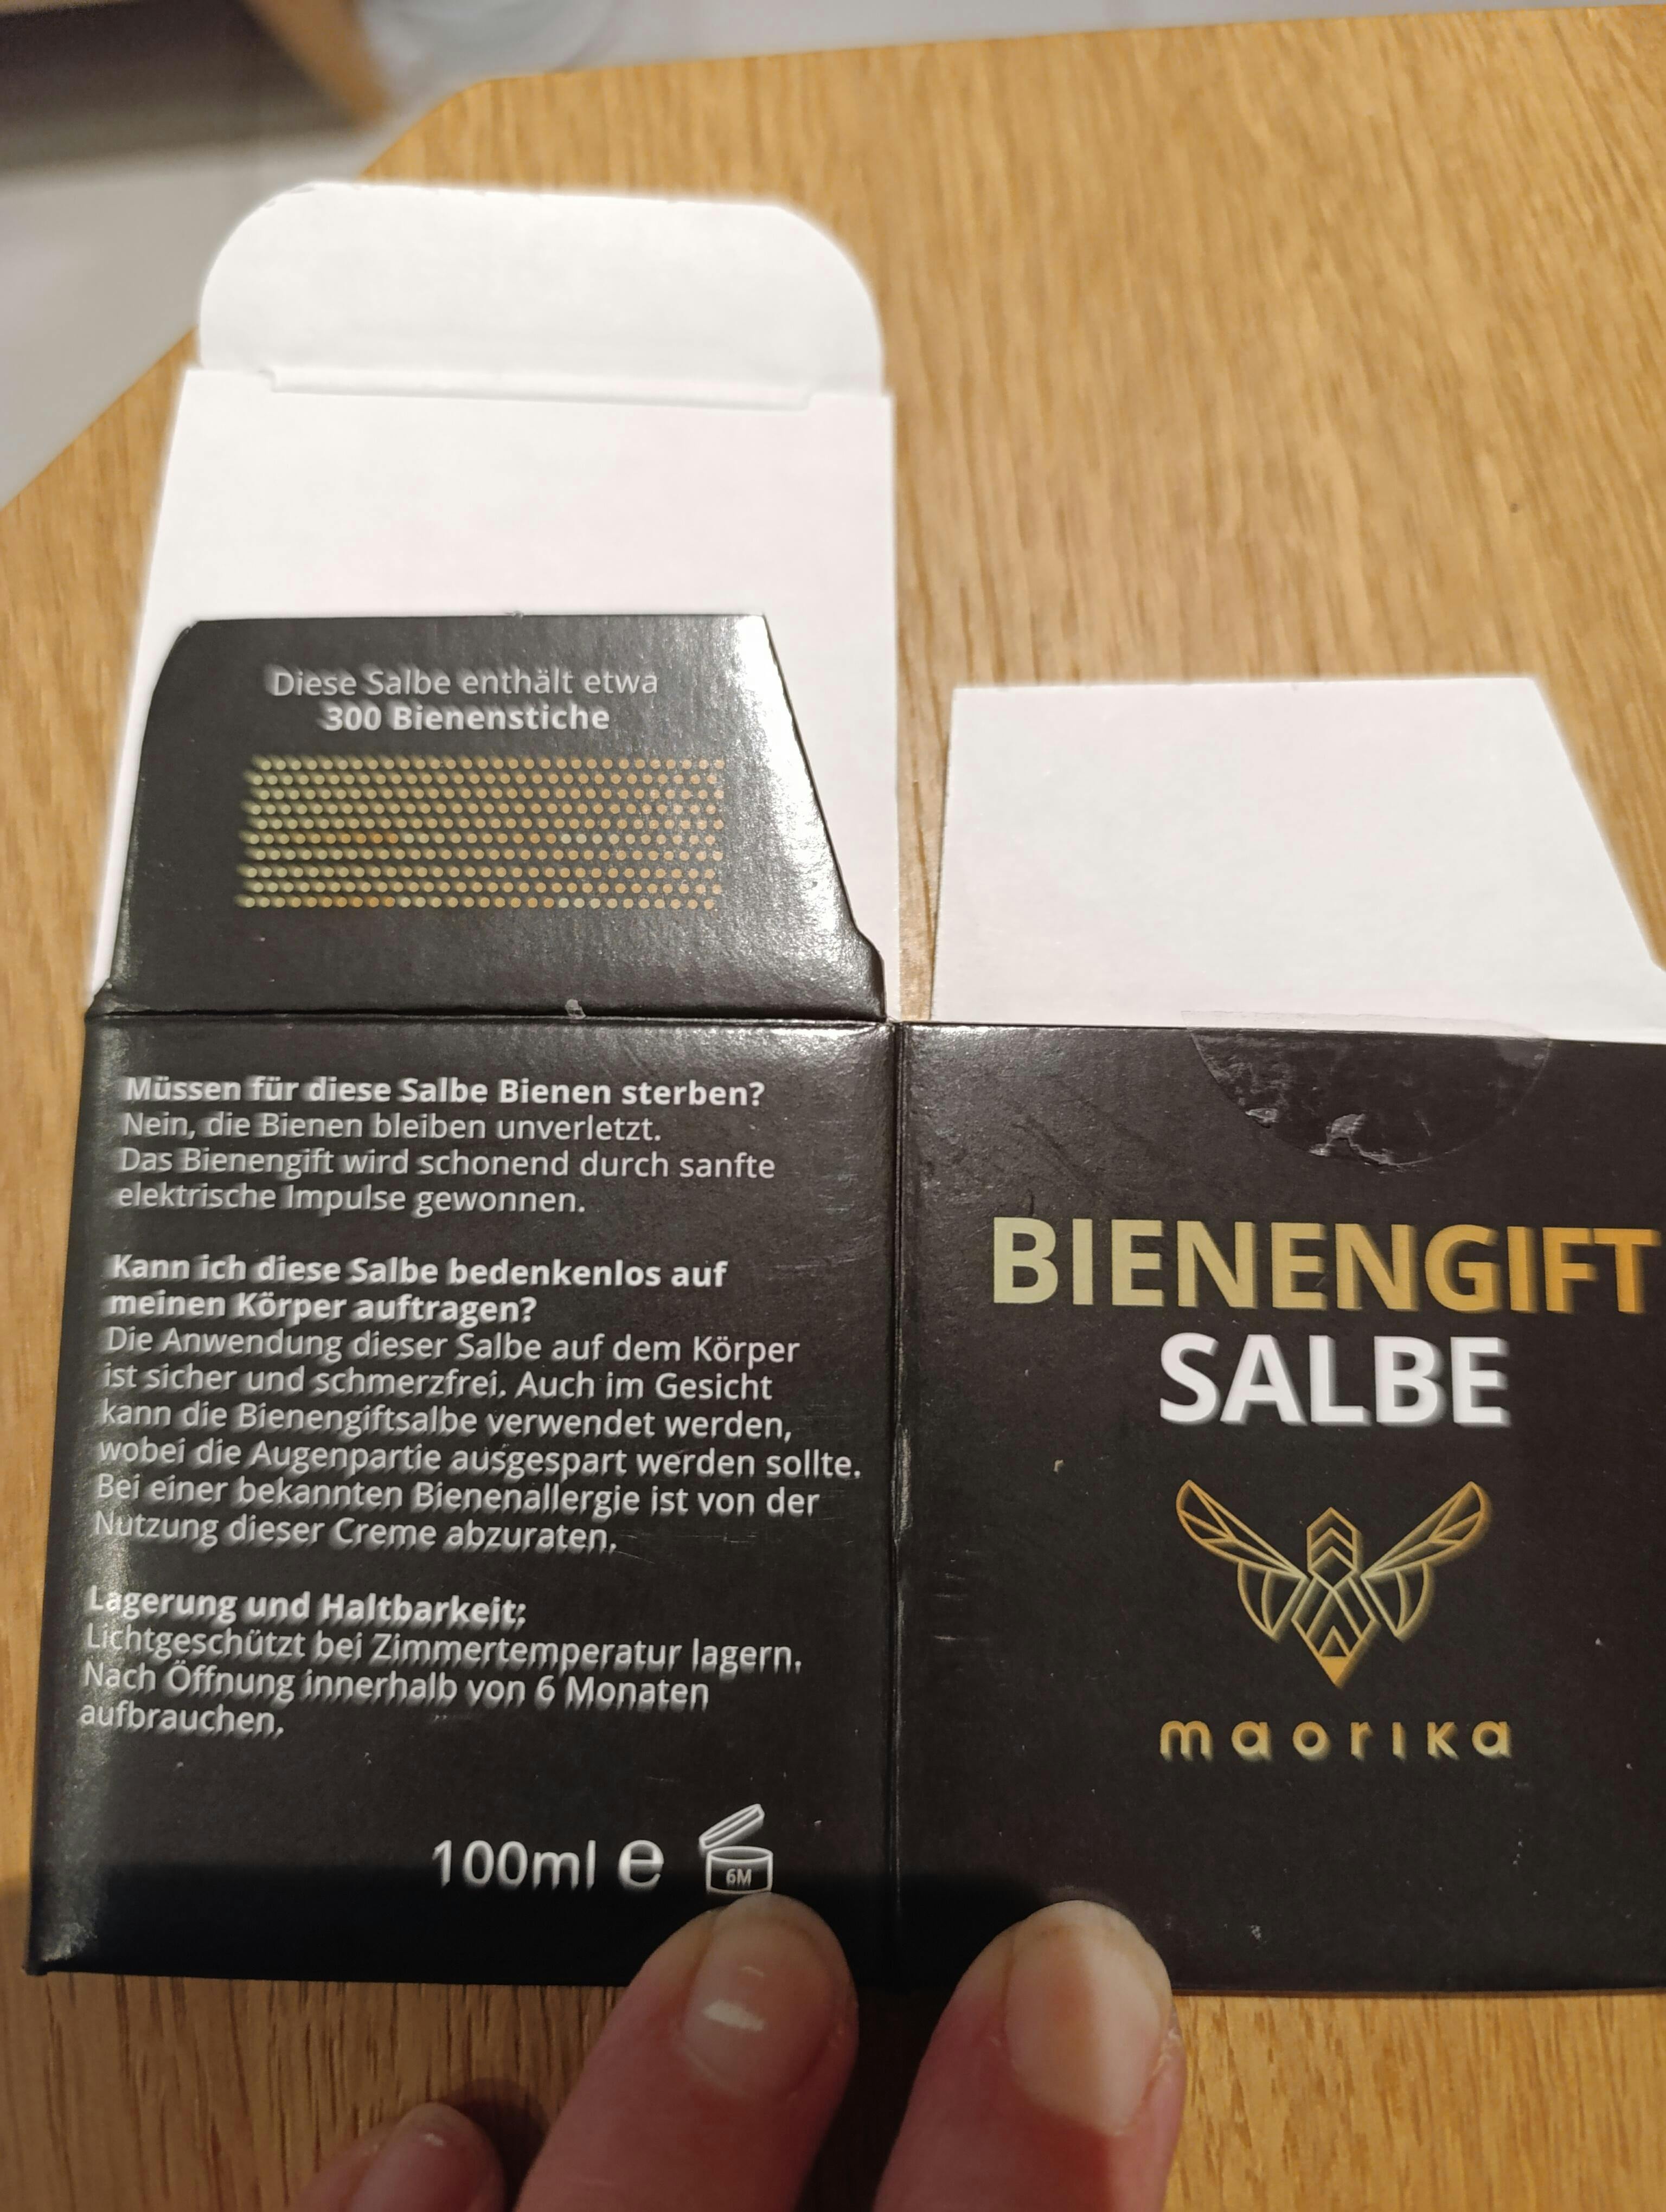 Diese Salbe enthält etwa
300 Bienenstiche
Müssen für diese Salbe Bienen sterben?
Nein, die Bienen bleiben unverletzt.
Das Bienengift wird schonend durch sanfte
elektrische Impulse gewonnen.
Kann ich diese Salbe bedenkenlos auf
meinen Körper auftragen?
Die Anwendung dieser Salbe auf dem Körper
ist sicher und schmerzfrei. Auch im Gesicht
kann die Bienengiftsalbe verwendet werden,
wobei die Augenpartie ausgespart werden sollte.
Bei einer bekannten Bienenallergie ist von der
Nutzung dieser Creme abzuraten.
Lagerung und Haltbarkeit:
Lichtgeschützt bei Zimmertemperatur lagern.
Nach Öffnung innerhalb von 6 Monaten
aufbrauchen.
100ml e
6M
BIENENGIFT
SALBE
maorika